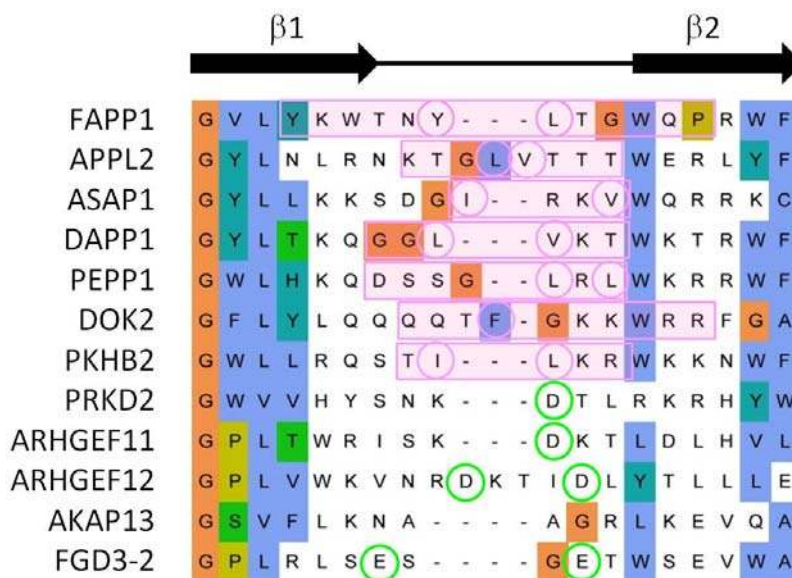 β1 β2
FAPP1 G V L Y K W T N Y - - - L T G W Q P R W F
APPL2 G Y L N L R N K T G L V T T T W E R L Y F
ASAP1 G Y L L K K S D G I - - R K V W Q R R K C
DAPP1 G Y L T K Q G G L - - - V K T W K T R W F
PEPP1 G W L H K Q D S S G - - L R L W K R R W F
DOK2 G F L Y L Q Q Q Q T F - G K K W R R F G A
PKHB2 G W L L R Q S T I - - - L K R W K K N W F
PRKD2 G W V V H Y S N K - - - D T L R K R H Y W
ARHGEF11 G P L T W R I S K - - - D K T L D L H V L
ARHGEF12 G P L V W K V N R D K T I D L Y T L L L E
AKAP13 G S V F L K N A - - - - A G R L K E V Q A
FGD3-2 G P L R L S E S - - - - G E T W S E V W A